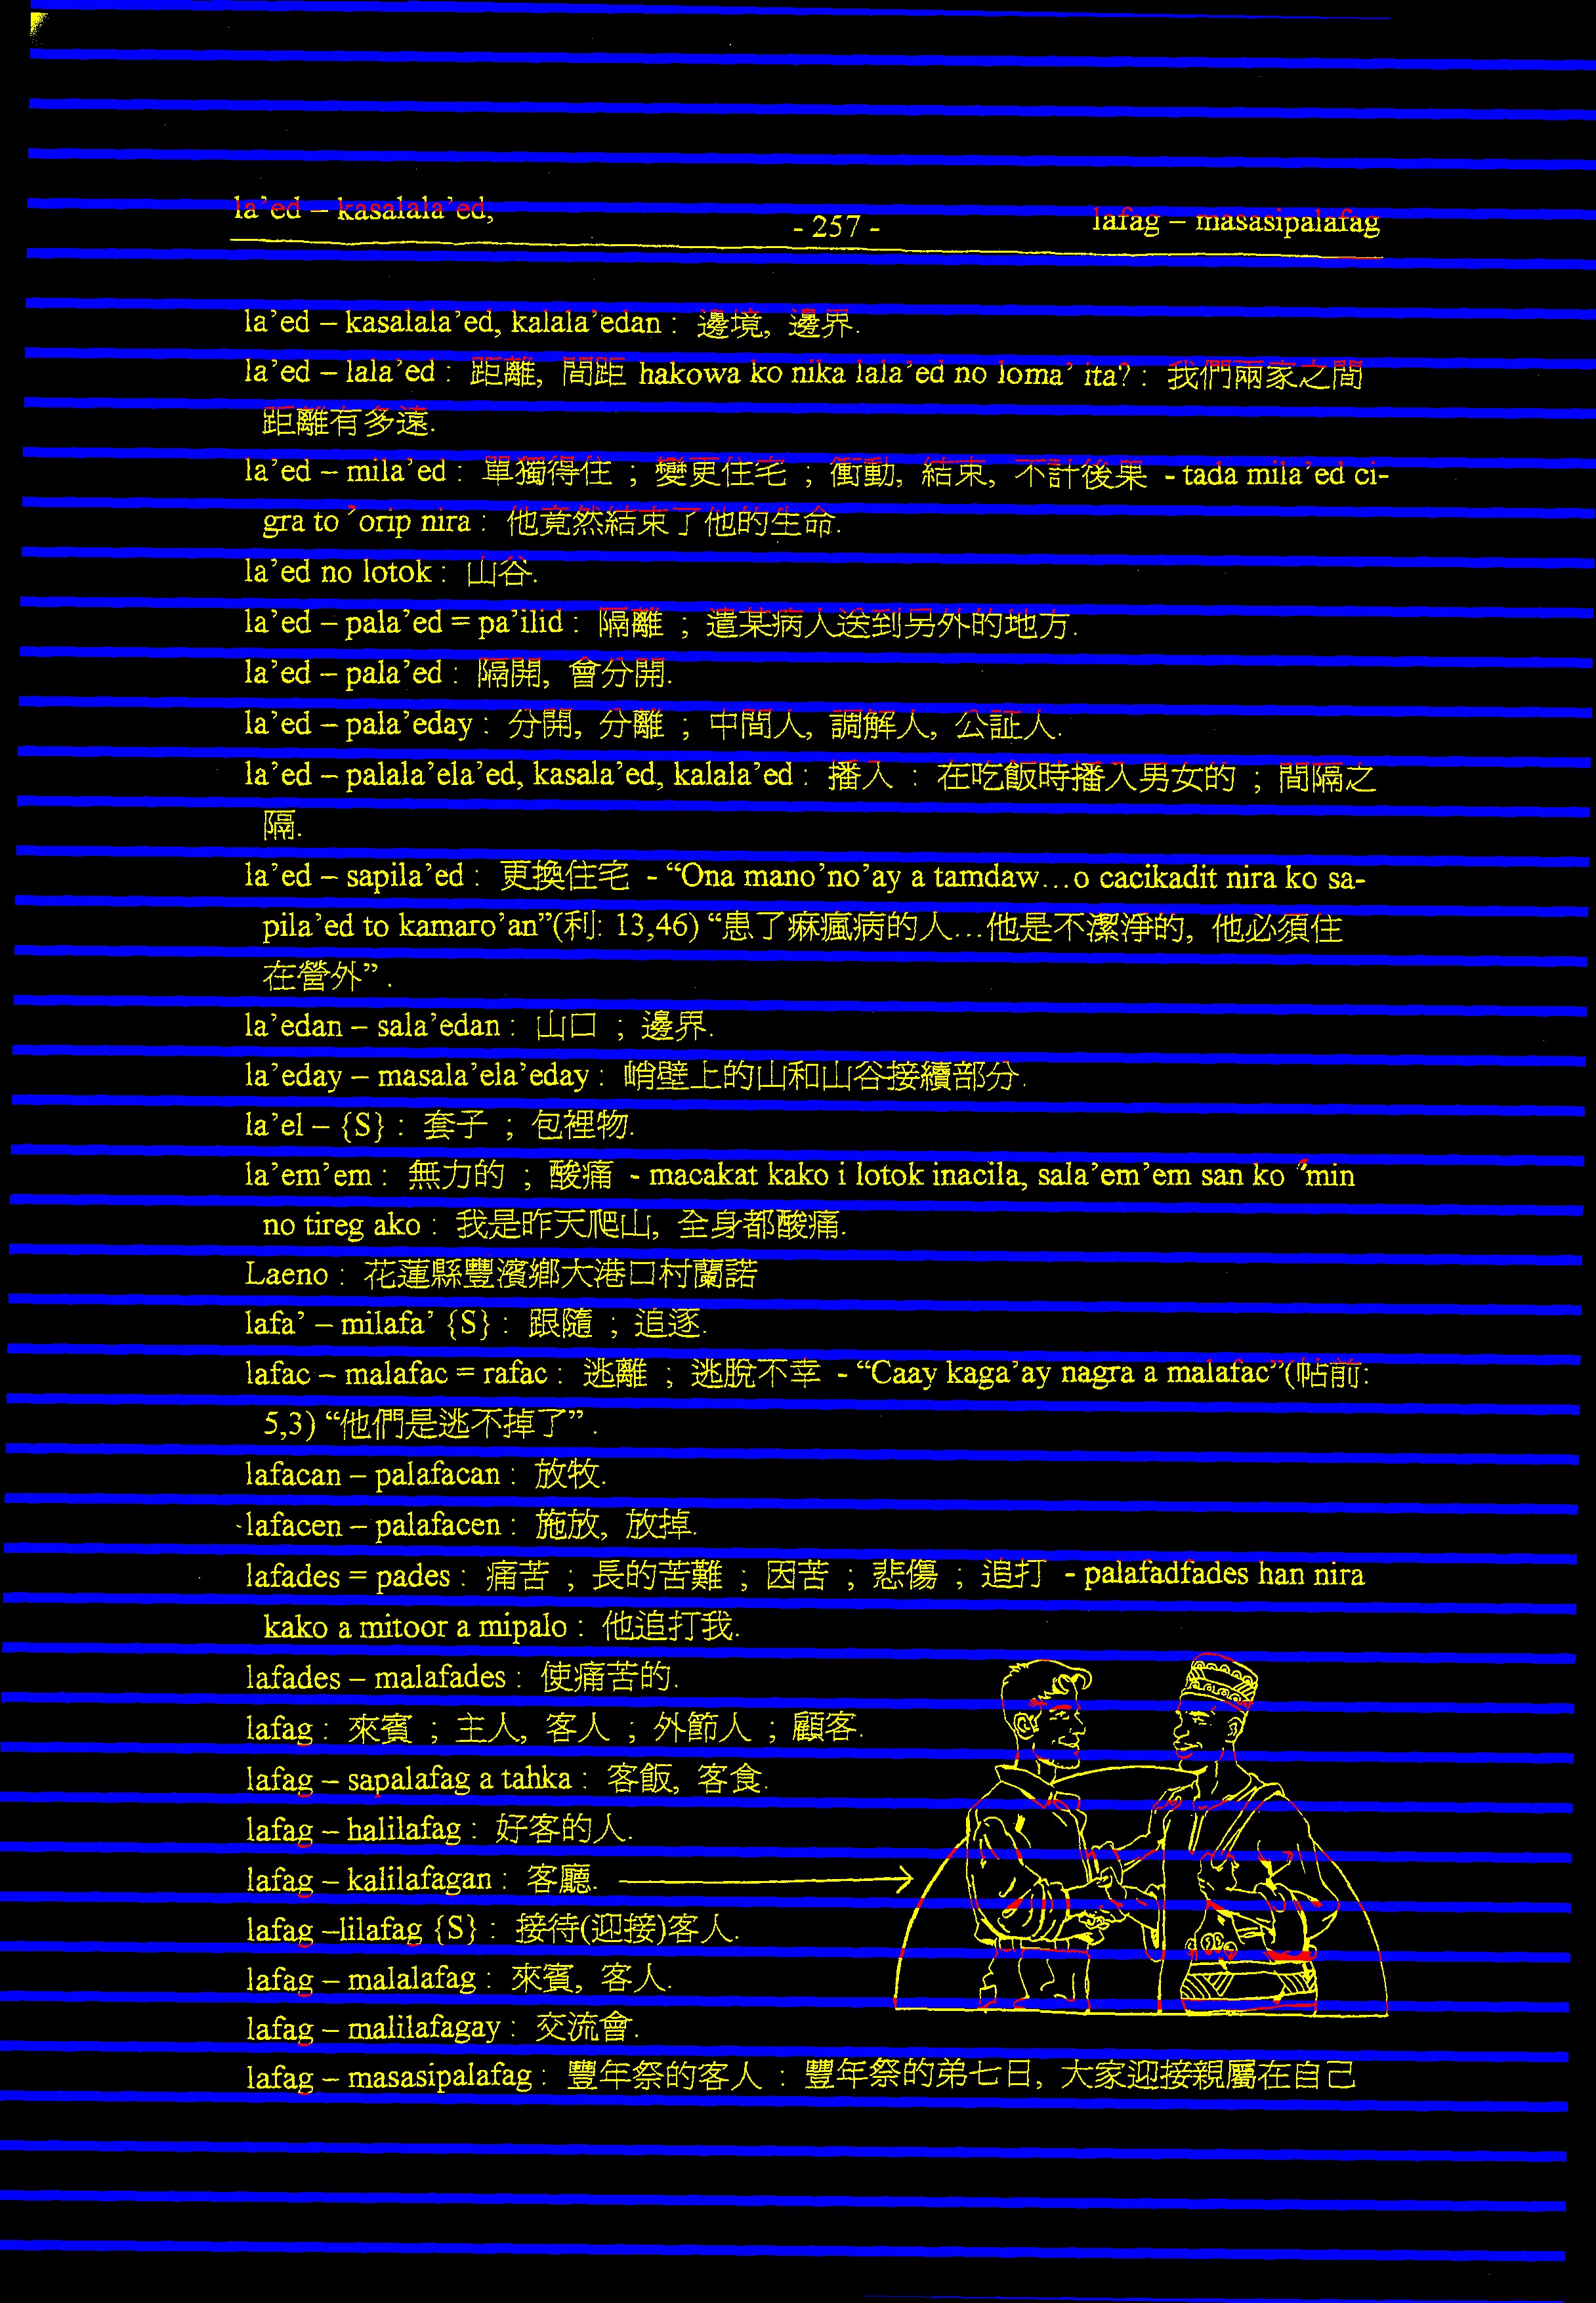 la’ed – kasalala’ed, - 257 - lafag – masasipalafag
la’ed – kasalala’ed, kalala’edan : 邊境, 邊界.
la’ed – lala’ed : 距離, 間距 hakowa ko nika lala’ed no loma’ ita? : 我們兩家之間
距離有多遠.
la’ed – mila’ed : 單獨得住 ; 變更住宅 ; 衝動, 結束, 不計後果 - tada mila’ed ci-
gra to ’orip nira : 他竟然結束了他的生命.
la’ed no lotok : 山谷.
la’ed – pala’ed = pa’ilid : 隔離 ; 遣某病人送到另外的地方.
la’ed – pala’ed : 隔開, 會分開.
la’ed – pala’eday : 分開, 分離 ; 中間人, 調解人, 公証人.
la’ed – palala’ela’ed, kasala’ed, kalala’ed : 播入 : 在吃飯時播入男女的 ; 間隔之
隔.
la’ed – sapila’ed : 更換住宅 - “Ona mano’no’ay a tamdaw…o cacikadit nira ko sa-
pila’ed to kamaro’an”(利: 13,46) “患了痳瘋病的人…他是不潔淨的, 他必須住
在營外” .
la’edan – sala’edan : 山口 ; 邊界.
la’eday – masala’ela’eday : 峭壁上的山和山谷接續部分.
la’el – {S} : 套子 ; 包裡物.
la’em’em : 無力的 ; 酸痛 - macakat kako i lotok inacila, sala’em’em san ko ’min
no tireg ako : 我是昨天爬山, 全身都酸痛.
Laeno : 花蓮縣豐濱鄉大港口村蘭諾
lafa’ – milafa’ {S} : 跟隨 ; 追逐.
lafac – malafac = rafac : 逃離 ; 逃脫不幸 - “Caay kaga’ay nagra a malafac”(帖前:
5,3) “他們是逃不掉了” .
lafacan – palafacan : 放牧.
lafacen – palafacen : 施放, 放掉.
lafades = pades : 痛苦 ; 長的苦難 ; 因苦 ; 悲傷 ; 追打 - palafadfades han nira
kako a mitoor a mipalo : 他追打我.
lafades – malafades : 使痛苦的.
lafag : 來賓 ; 主人, 客人 ; 外節人 ; 顧客.
lafag – sapalafag a tahka : 客飯, 客食.
lafag – halilafag : 好客的人.
lafag – kalilafagan : 客廳.
lafag –lilafag {S} : 接待(迎接)客人.
lafag – malalafag : 來賓, 客人.
lafag – malilafagay : 交流會.
lafag – masasipalafag : 豐年祭的客人 : 豐年祭的弟七日, 大家迎接親屬在自己